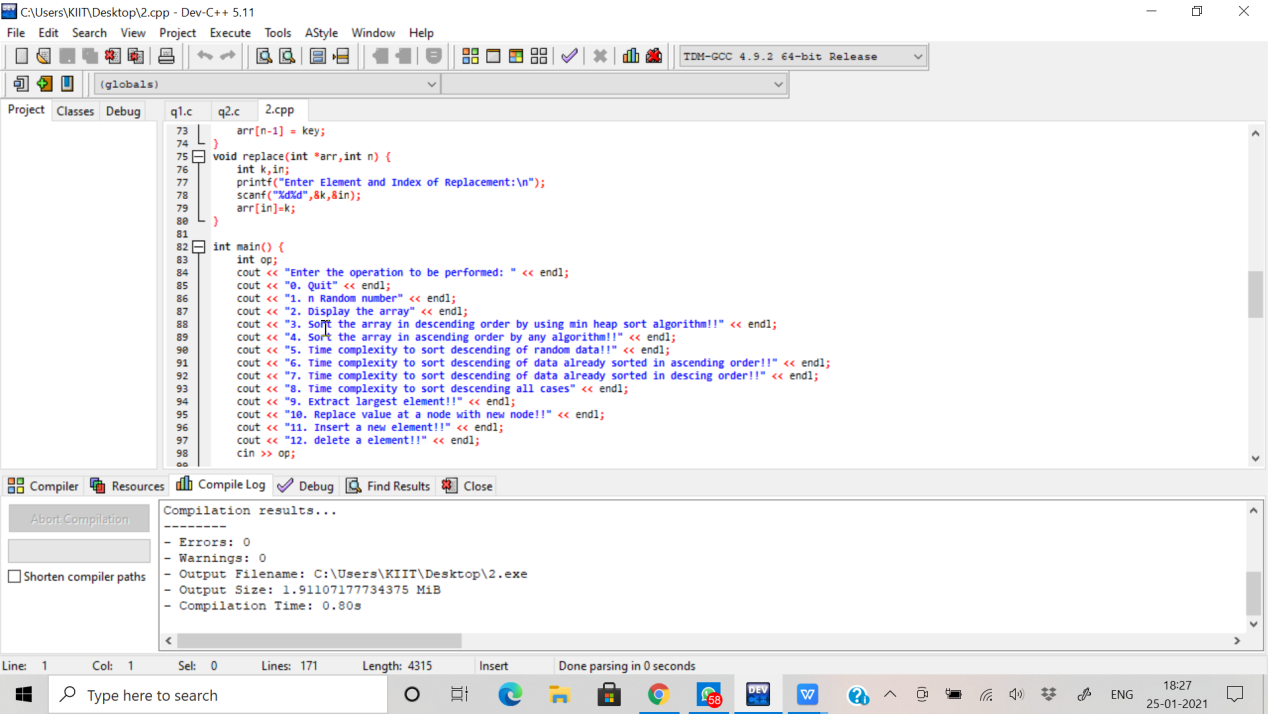 C:\Users\KIIT\Desktop\2.cpp - Dev-C++ 5.11
File Edit Search View Project Execute Tools AStyle Window Help
TDM-GCC 4.9.2 64-bit Release
(globals)
Project Classes Debug q1.c q2.c 2.cpp
73 arr[n-1] = key;
74 }
75 void replace(int *arr,int n) {
76 int k,in;
77 printf("Enter Element and Index of Replacement:\n");
78 scanf("%d%d",&k,&in);
79 arr[in]=k;
80 }
81
82 int main() {
83 int op;
84 cout << "Enter the operation to be performed: " << endl;
85 cout << "0. Quit" << endl;
86 cout << "1. n Random number" << endl;
87 cout << "2. Display the array" << endl;
88 cout << "3. Sort the array in descending order by using min heap sort algorithm!!" << endl;
89 cout << "4. Sort the array in ascending order by any algorithm!!" << endl;
90 cout << "5. Time complexity to sort descending of random data!!" << endl;
91 cout << "6. Time complexity to sort descending of data already sorted in ascending order!!" << endl;
92 cout << "7. Time complexity to sort descending of data already sorted in descing order!!" << endl;
93 cout << "8. Time complexity to sort descending all cases" << endl;
94 cout << "9. Extract largest element!!" << endl;
95 cout << "10. Replace value at a node with new node!!" << endl;
96 cout << "11. Insert a new element!!" << endl;
97 cout << "12. delete a element!!" << endl;
98 cin >> op;
99
Compiler Resources Compile Log Debug Find Results Close
Abort Compilation
Shorten compiler paths
Compilation results...
--------
- Errors: 0
- Warnings: 0
- Output Filename: C:\Users\KIIT\Desktop\2.exe
- Output Size: 1.91107177734375 MiB
- Compilation Time: 0.80s
Line: 1 Col: 1 Sel: 0 Lines: 171 Length: 4315 Insert Done parsing in 0 seconds
Type here to search
58
DEV
ENG
18:27
25-01-2021